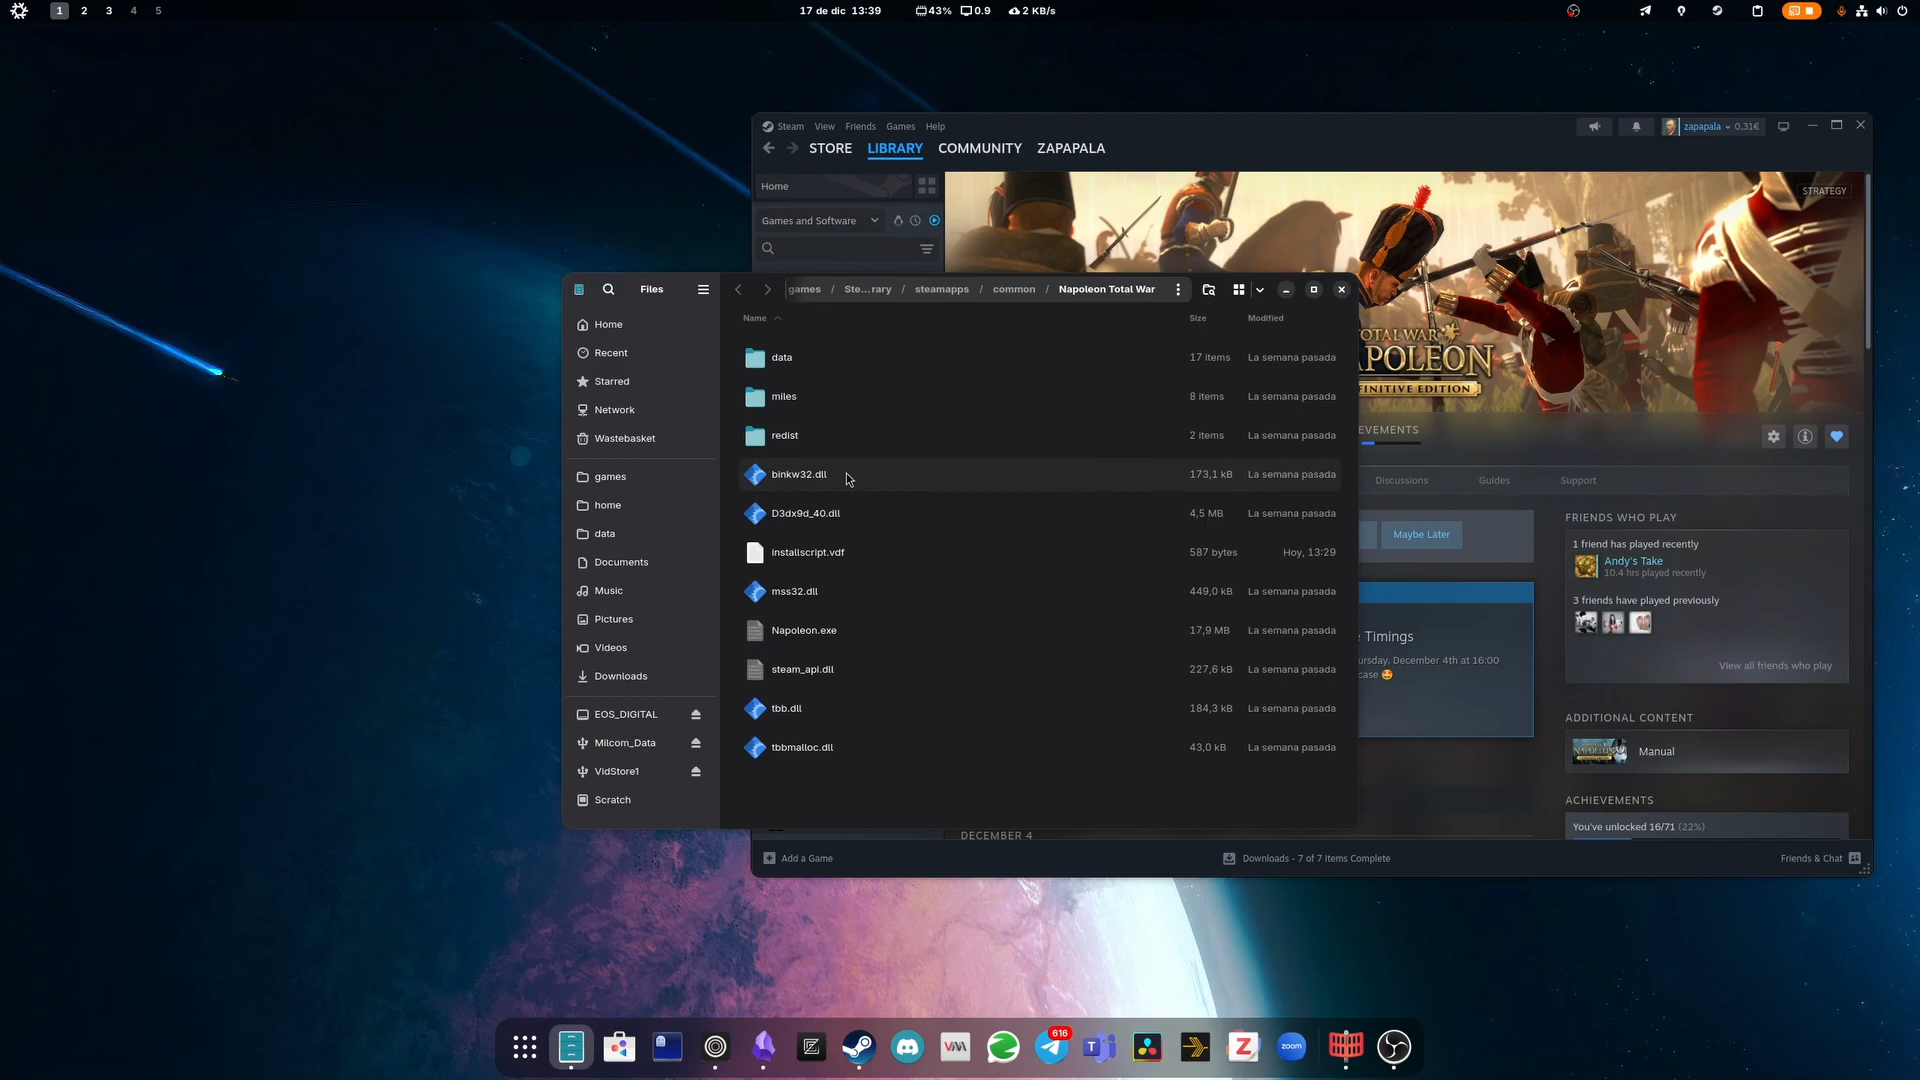 1 2 3 4 5
17 de dic 13:39
43% 0.9 2 KB/s
Steam View Friends Games Help
zapapala 0,31€
STORE LIBRARY COMMUNITY ZAPAPALA
Home
STRATEGY
Games and Software
TOTAL WAR
POLEON
FINITIVE EDITION
Files
games / Ste...rary / steamapps / common / Napoleon Total War
Name Size Modified
Home
Recent
Starred
Network
Wastebasket
games
home
data
Documents
Music
Pictures
Videos
Downloads
EOS_DIGITAL
Milcom_Data
VidStore1
Scratch
data 17 items La semana pasada
miles 8 items La semana pasada
redist 2 items La semana pasada
binkw32.dll 173,1 kB La semana pasada
D3dx9d_40.dll 4,5 MB La semana pasada
installscript.vdf 587 bytes Hoy, 13:29
mss32.dll 449,0 kB La semana pasada
Napoleon.exe 17,9 MB La semana pasada
steam_api.dll 227,6 kB La semana pasada
tbb.dll 184,3 kB La semana pasada
tbbmalloc.dll 43,0 kB La semana pasada
EVEMENTS
Discussions Guides Support
Maybe Later
e Timings
ursday, December 4th at 16:00
case
FRIENDS WHO PLAY
1 friend has played recently
Andy's Take
10.4 hrs played recently
3 friends have played previously
View all friends who play
ADDITIONAL CONTENT
Manual
ACHIEVEMENTS
You've unlocked 16/71 (22%)
DECEMBER 4
Add a Game
Downloads - 7 of 7 Items Complete
Friends & Chat
616
zoom